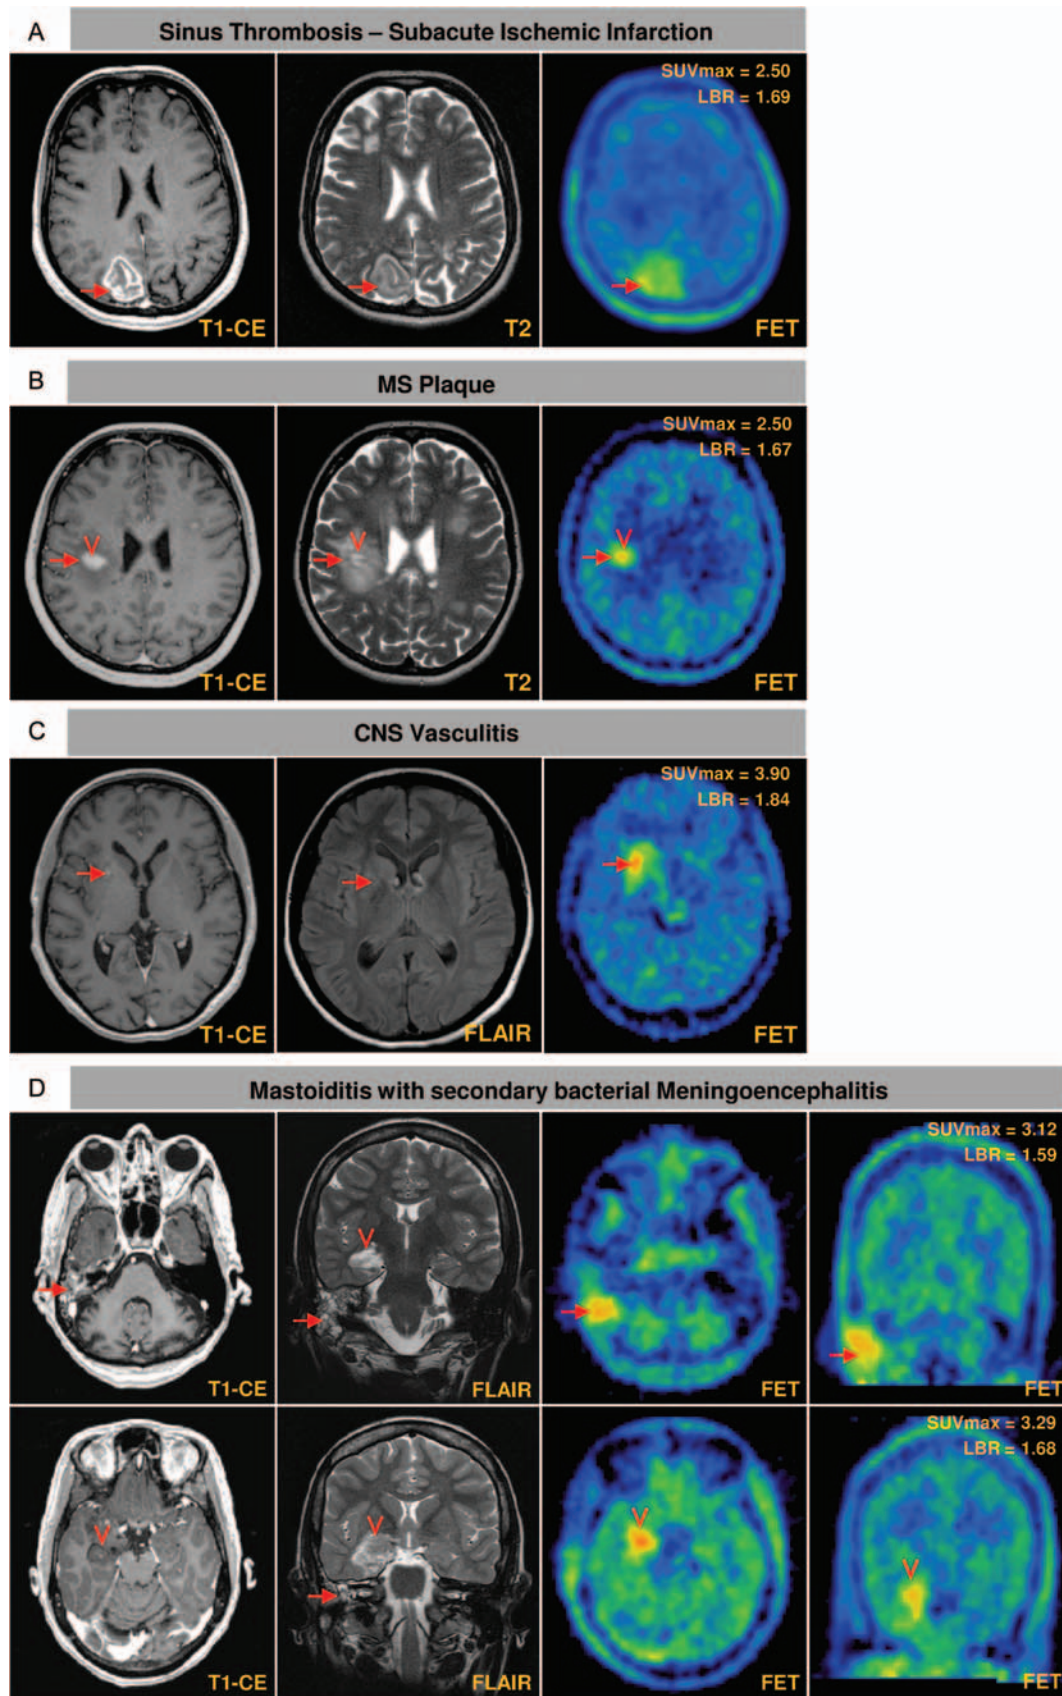 A
Sinus Thrombosis – Subacute Ischemic Infarction
SUVmax = 2.50
LBR = 1.69
T1-CE
T2
FET
B
MS Plaque
SUVmax = 2.50
LBR = 1.67
T1-CE
T2
FET
C
CNS Vasculitis
SUVmax = 3.90
LBR = 1.84
T1-CE
FLAIR
FET
D
Mastoiditis with secondary bacterial Meningoencephalitis
SUVmax = 3.12
LBR = 1.59
T1-CE
FLAIR
FET
FET
SUVmax = 3.29
LBR = 1.68
T1-CE
FLAIR
FET
FET